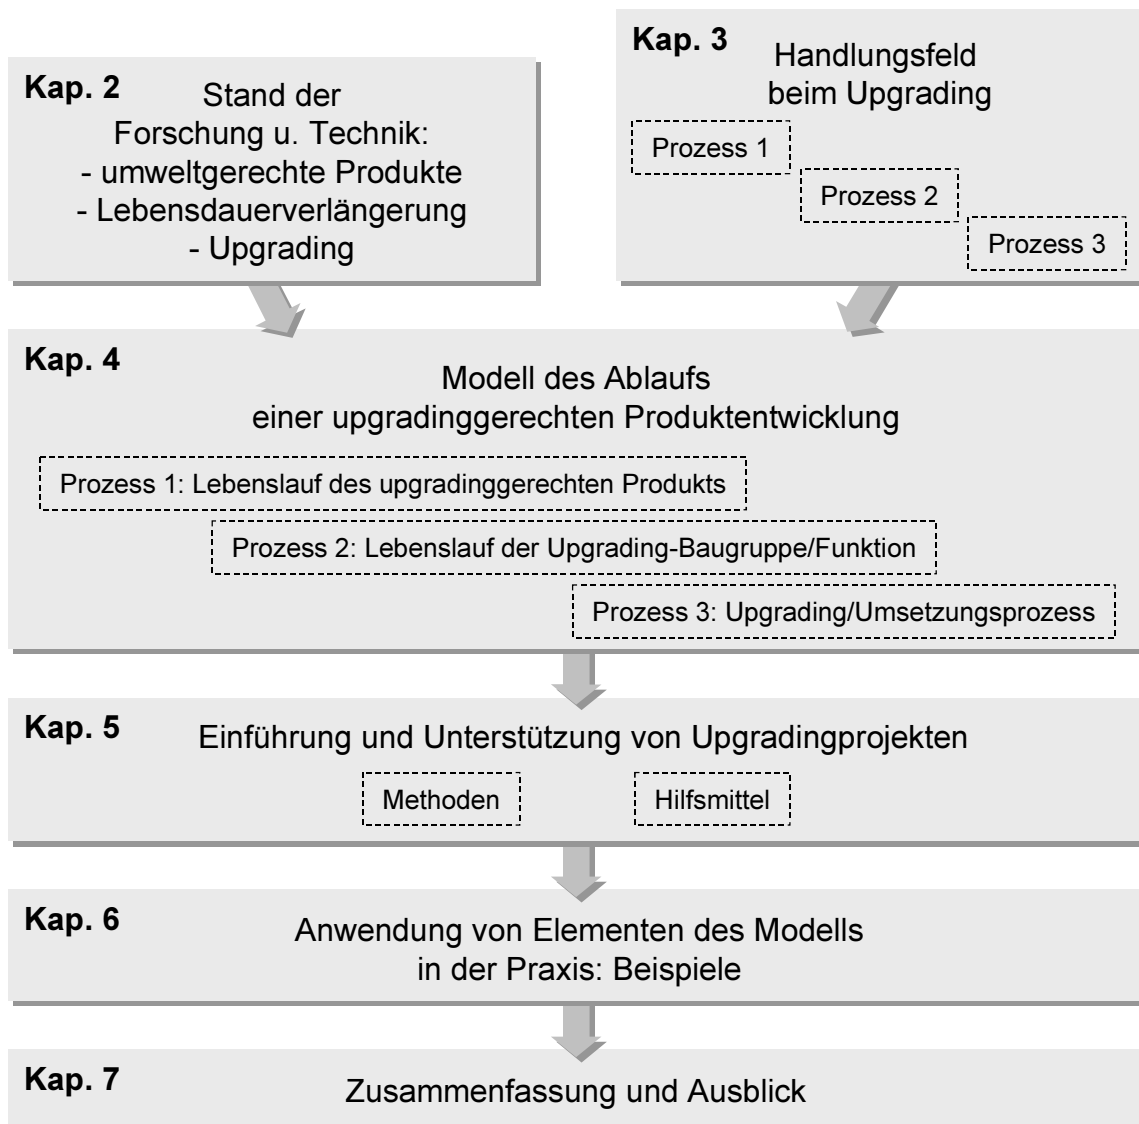 Kap. 2
Stand der
Forschung u. Technik:
- umweltgerechte Produkte
- Lebensdauerverlängerung
- Upgrading
Kap. 3
Handlungsfeld
beim Upgrading
Prozess 1
Prozess 2
Prozess 3
Kap. 4
Modell des Ablaufs
einer upgradinggerechten Produktentwicklung
Prozess 1: Lebenslauf des upgradinggerechten Produkts
Prozess 2: Lebenslauf der Upgrading-Baugruppe/Funktion
Prozess 3: Upgrading/Umsetzungsprozess
Kap. 5
Einführung und Unterstützung von Upgradingprojekten
Methoden
Hilfsmittel
Kap. 6
Anwendung von Elementen des Modells
in der Praxis: Beispiele
Kap. 7
Zusammenfassung und Ausblick